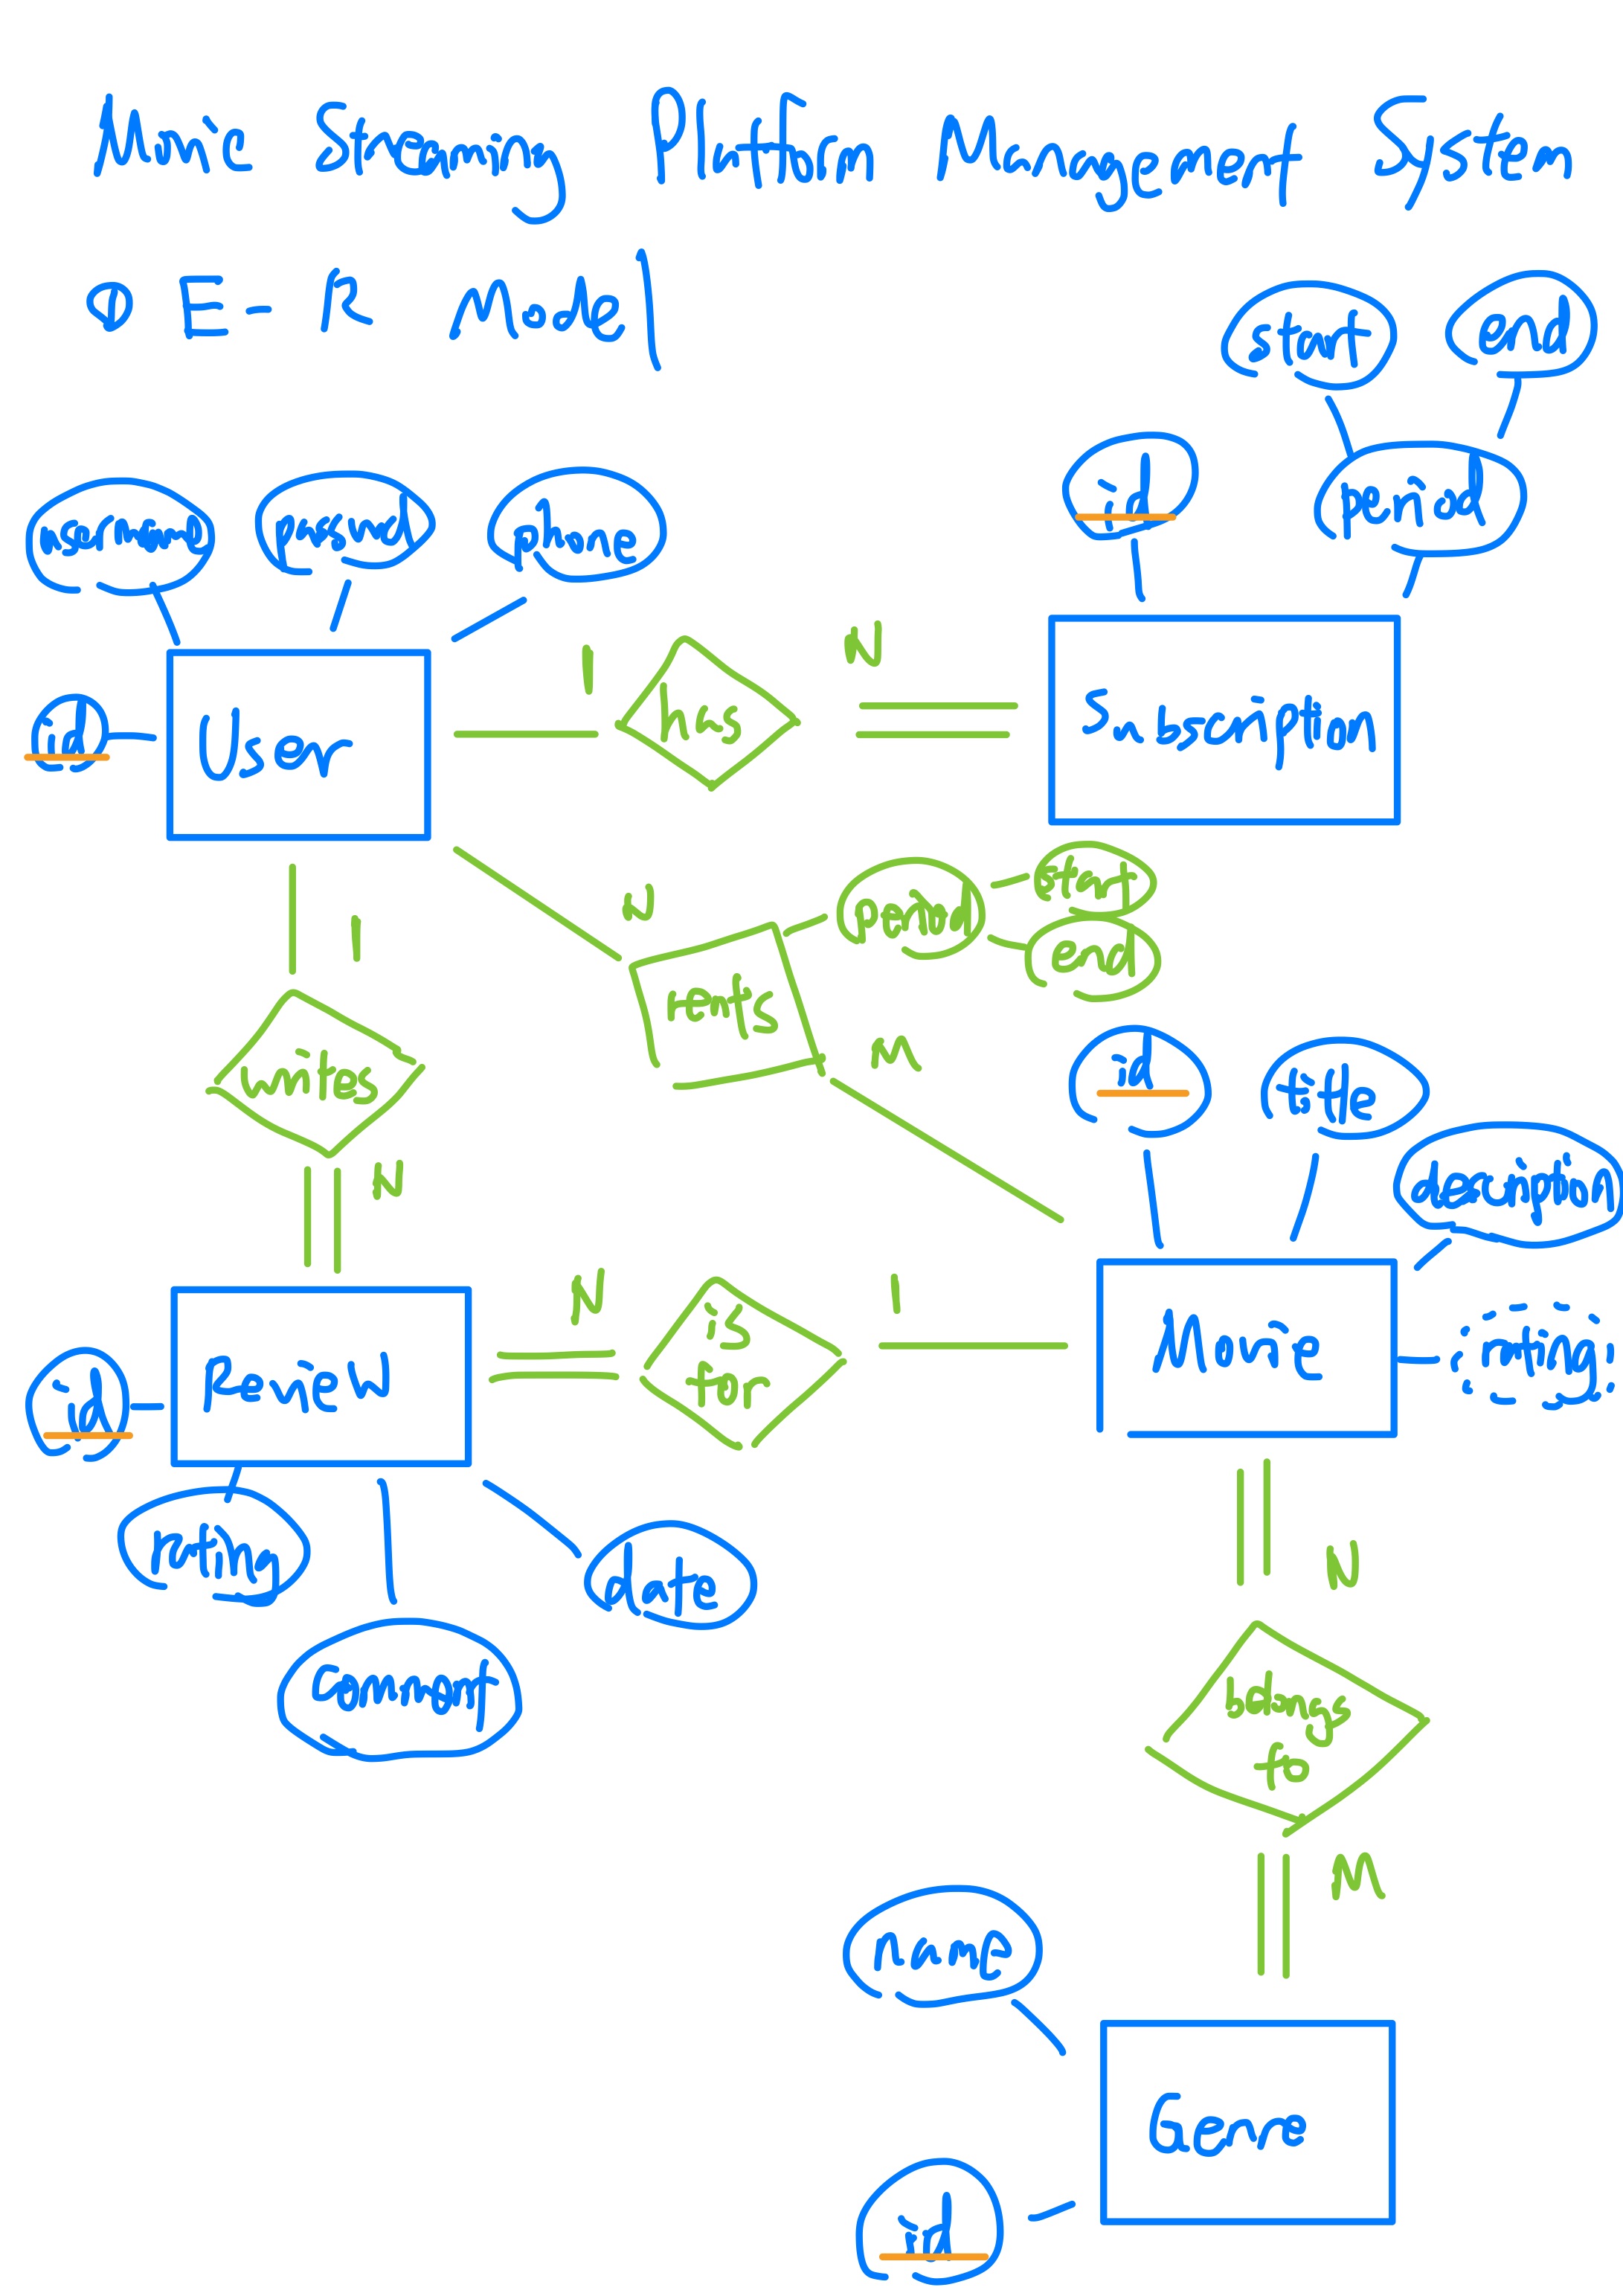 Music Streaming Platform Management System
① E-R Model
start
end
id
period
username
password
phone
1
has
N
id
User
Subscription
N
period
start
end
1
rents
M
writes
id
title
description
N
N
is
for
1
Movie
rating
Review
id
rating
date
N
comment
belongs
to
M
name
Genre
id